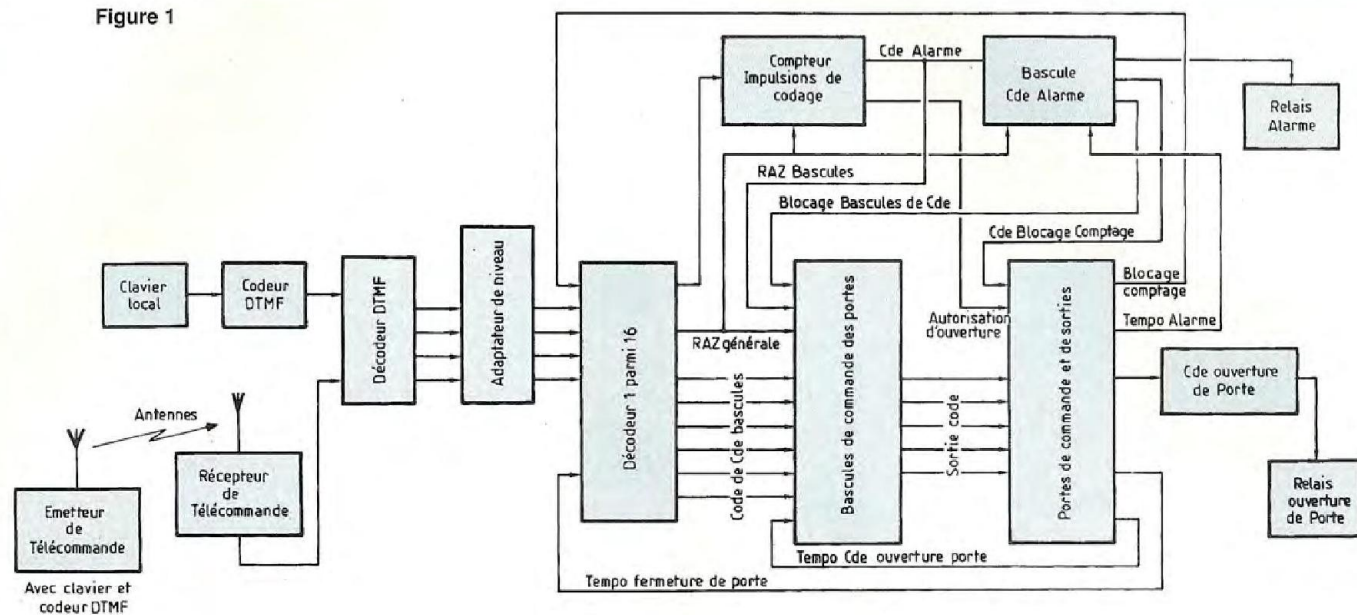 Figure 1
Compteur
Impulsions de
codage
Cde Alarme
Bascule
Cde Alarme
Relais
Alarme
RAZ Bascules
Blocage Bascules de Cde
Cde Blocage Comptage
Clavier
local
Codeur
DTMF
Décodeur DTMF
Adaptateur de niveau
Décodeur 1 parmi 16
RAZ générale
Code de Cde bascules
Bascules de commande des portes
Sortie code
Autorisation
d'ouverture
Portes de commande et de sorties
Blocage
comptage
Tempo Alarme
Cde ouverture
de Porte
Relais
ouverture
de Porte
Antennes
Emetteur
de
Télécommande
Avec clavier et
codeur DTMF
Récepteur
de
Télécommande
Tempo Cde ouverture porte
Tempo fermeture de porte